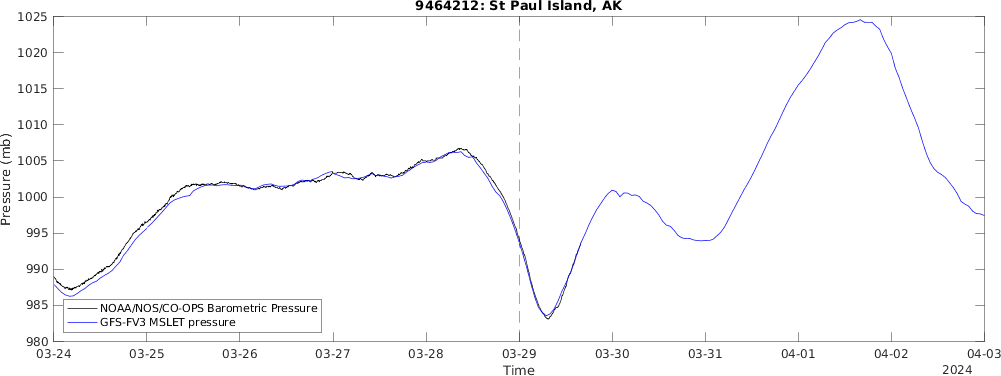 9464212: St Paul Island, AK
Pressure (mb)
1025
1020
1015
1010
1005
1000
995
990
985
980
NOAA/NOS/CO-OPS Barometric Pressure
GFS-FV3 MSLET pressure
03-24 03-25 03-26 03-27 03-28 03-29 03-30 03-31 04-01 04-02 04-03
Time
2024